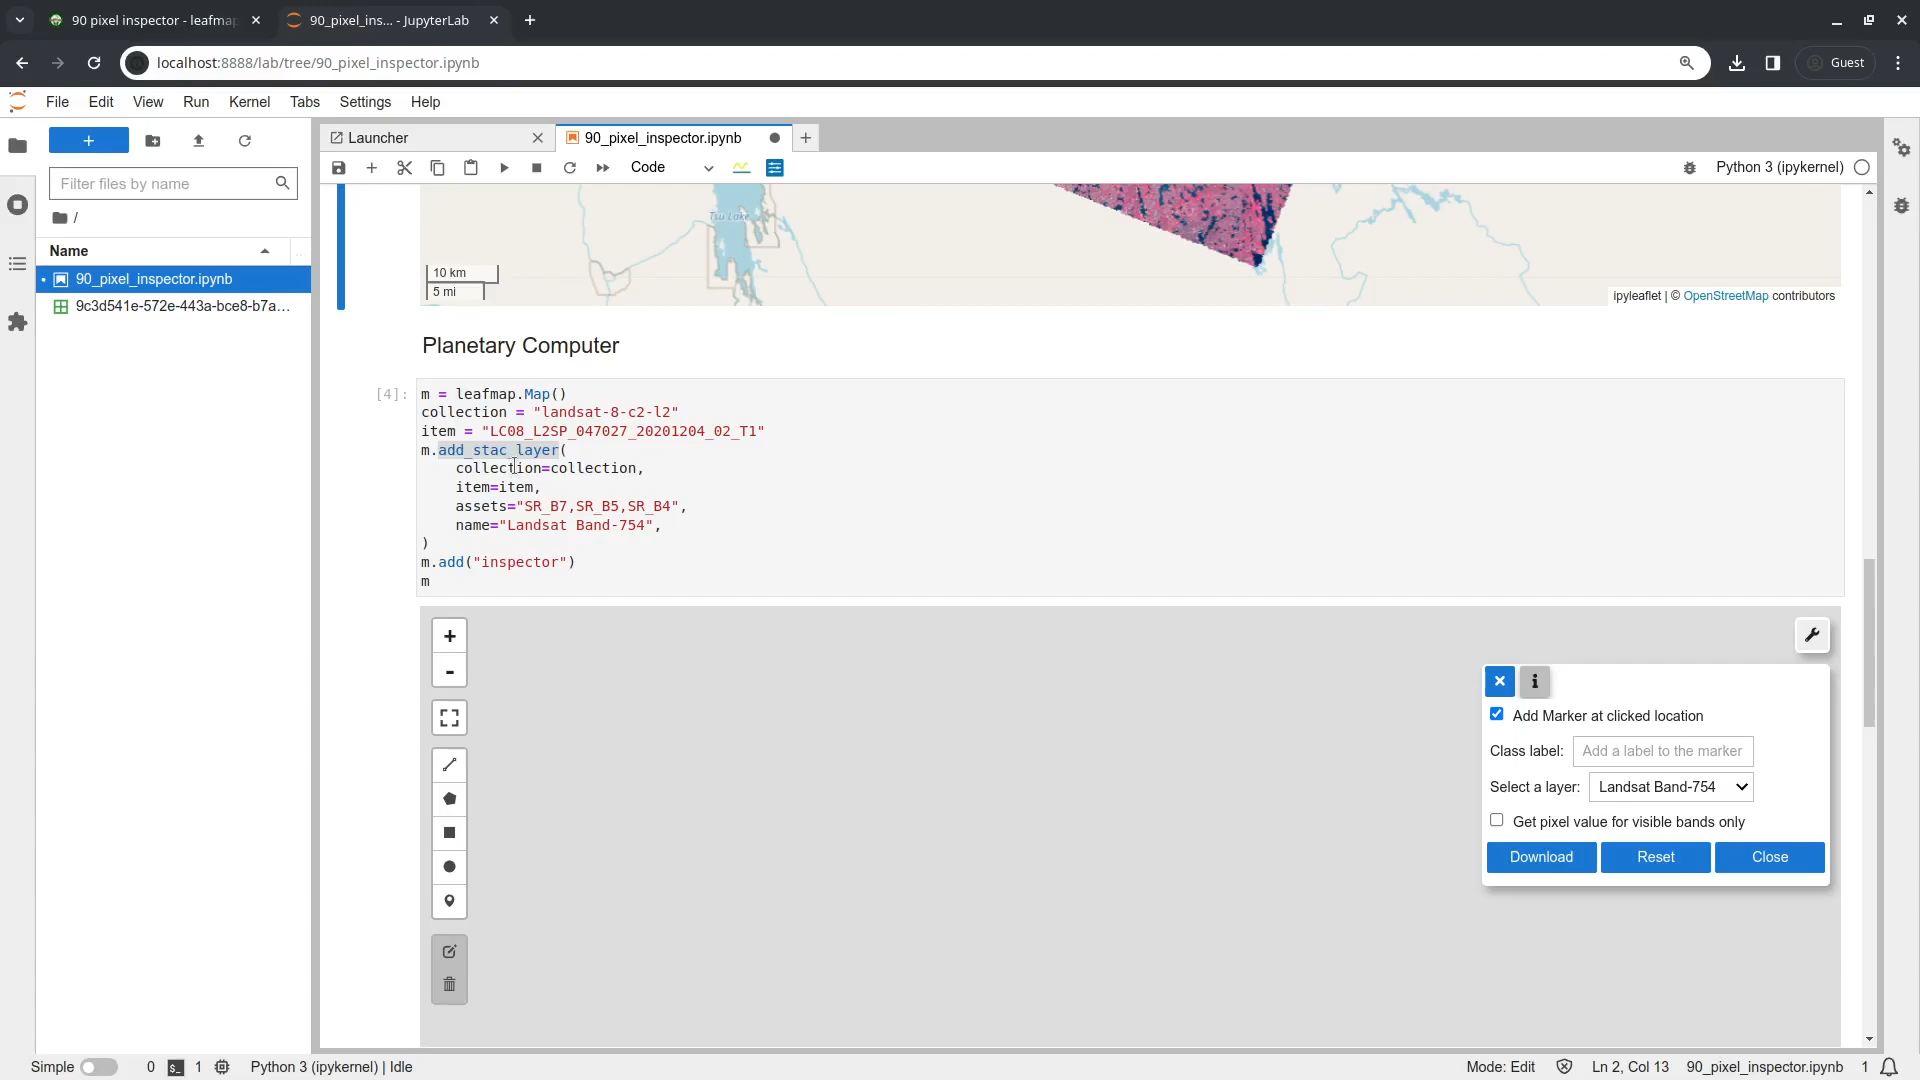 90 pixel inspector - leafmap
90_pixel_ins... - JupyterLab
localhost:8888/lab/tree/90_pixel_inspector.ipynb
Guest
File Edit View Run Kernel Tabs Settings Help
Launcher
90_pixel_inspector.ipynb
Code
Python 3 (ipykernel)
Filter files by name
/
Name
90_pixel_inspector.ipynb
9c3d541e-572e-443a-bce8-b7a...
Tsu Lake
10 km
5 mi
ipyleaflet | © OpenStreetMap contributors
Planetary Computer
[4]:
m = leafmap.Map()
collection = "landsat-8-c2-l2"
item = "LC08_L2SP_047027_20201204_02_T1"
m.add_stac_layer(
collection=collection,
item=item,
assets="SR_B7,SR_B5,SR_B4",
name="Landsat Band-754",
)
m.add("inspector")
m
+
-
Add Marker at clicked location
Class label: Add a label to the marker
Select a layer: Landsat Band-754
Get pixel value for visible bands only
Download Reset Close
Simple 0 1 Python 3 (ipykernel) | Idle
Mode: Edit Ln 2, Col 13 90_pixel_inspector.ipynb 1